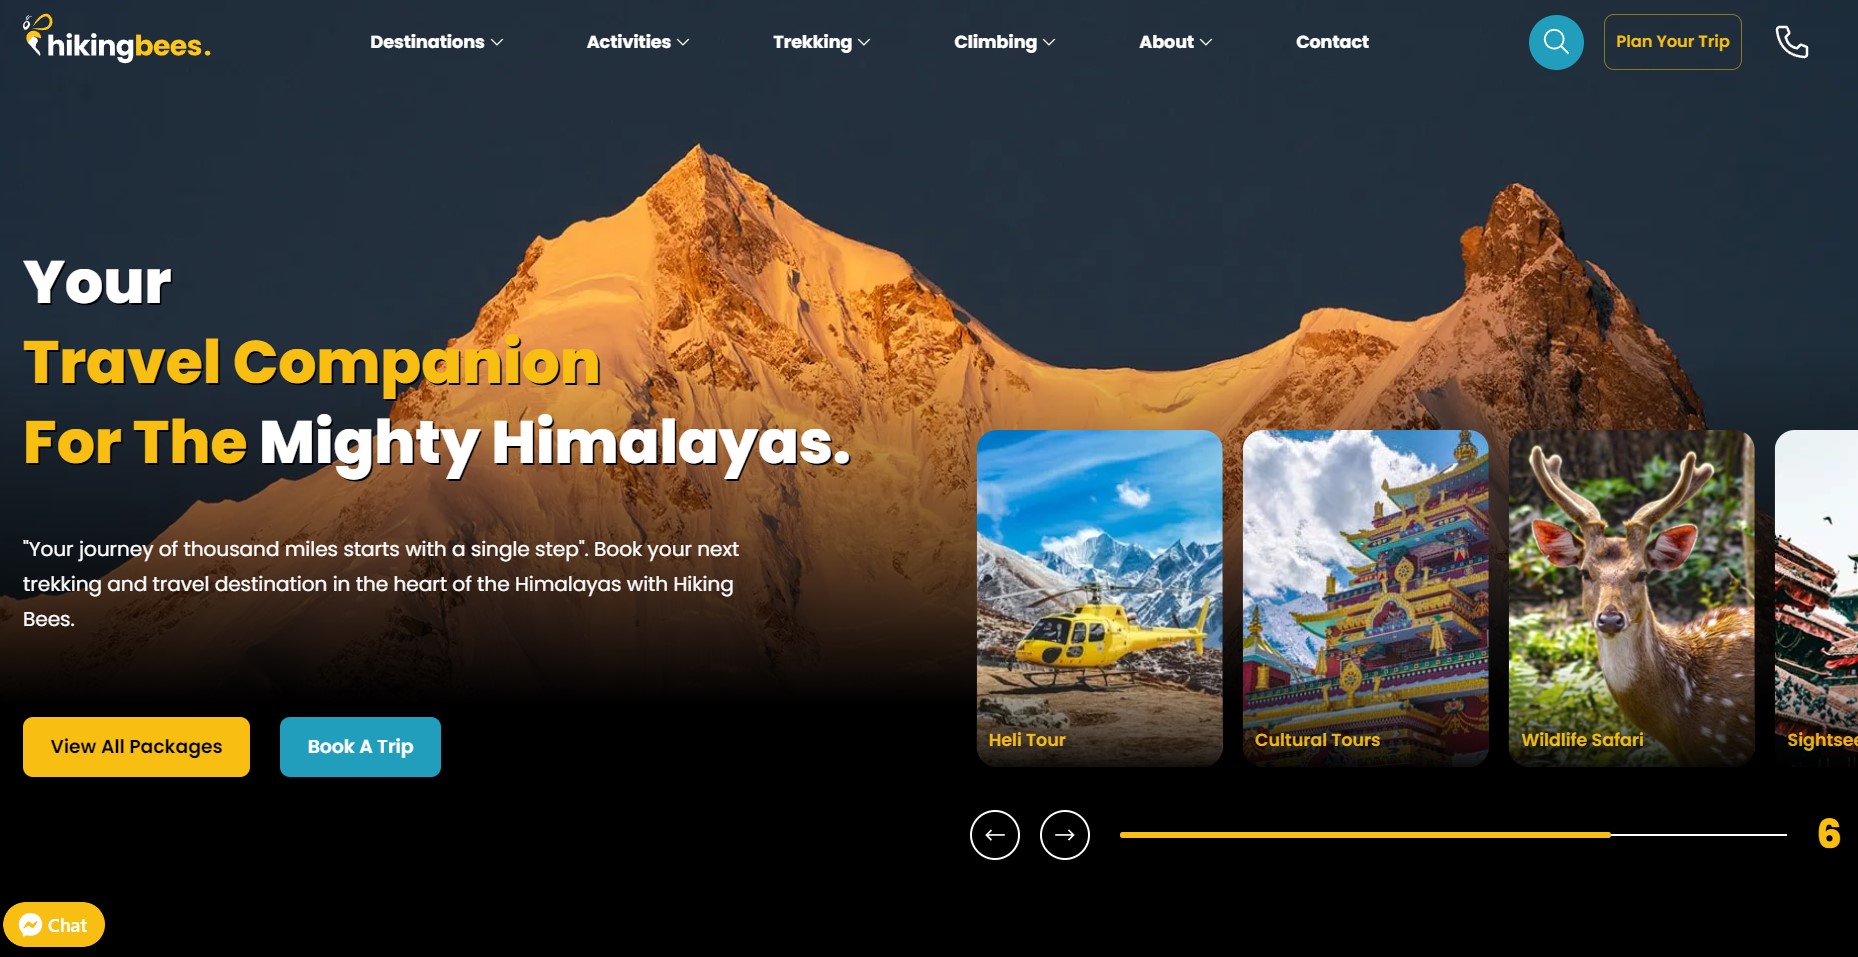 hikingbees.
Destinations
Activities
Trekking
Climbing
About
Contact
Plan Your Trip
Your
Travel Companion
For The Mighty Himalayas.
"Your journey of thousand miles starts with a single step". Book your next
trekking and travel destination in the heart of the Himalayas with Hiking
Bees.
View All Packages
Book A Trip
Heli Tour
Cultural Tours
Wildlife Safari
Sightsee
6
Chat